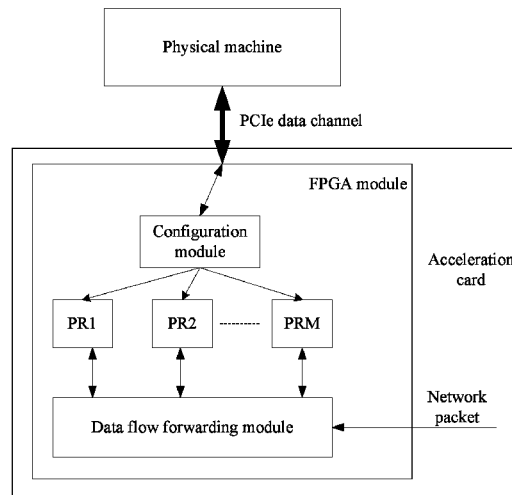 Physical machine
PCIe data channel
FPGA module
Configuration
module
Acceleration
card
PR1
PR2
PRM
Network
packet
Data flow forwarding module